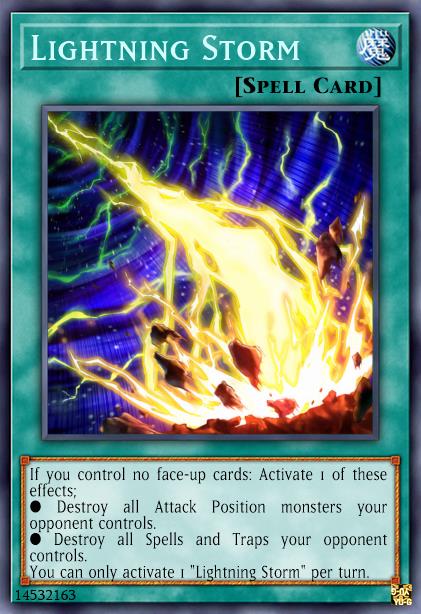 Lightning Storm
魔
[Spell Card]
If you control no face-up cards: Activate 1 of these
effects;
● Destroy all Attack Position monsters your
opponent controls.
● Destroy all Spells and Traps your opponent
controls.
You can only activate 1 "Lightning Storm" per turn.
14532163